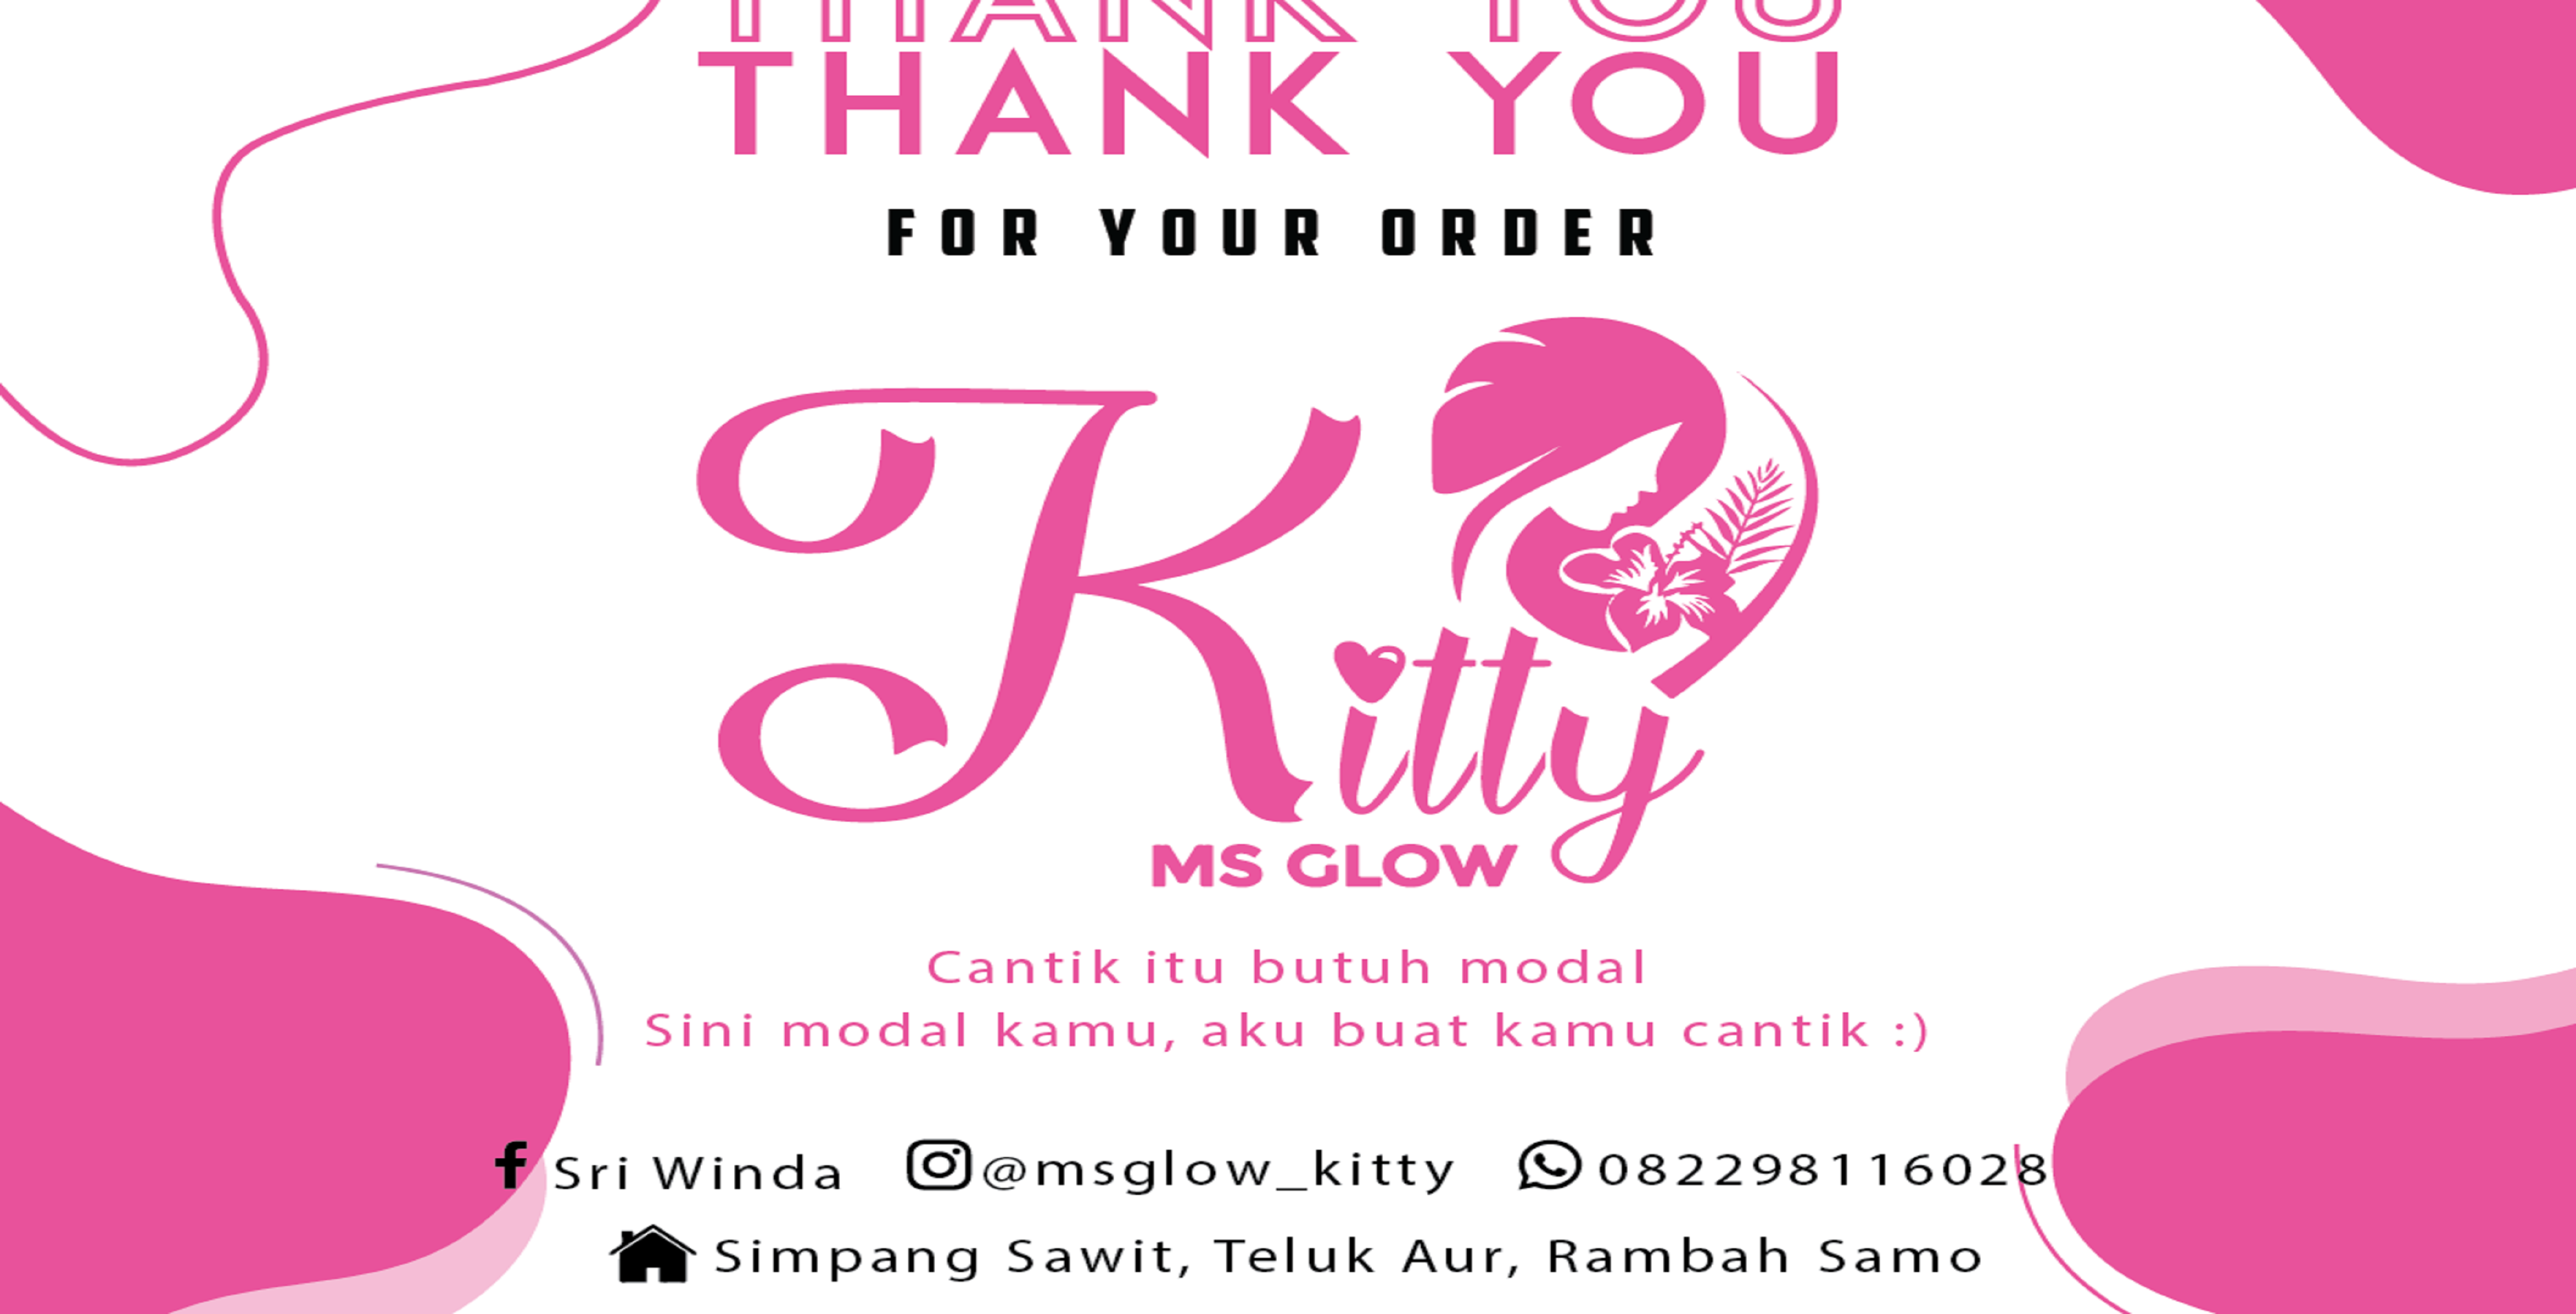 THANK YOU
THANK YOU
FOR YOUR ORDER
Kitty
MS GLOW
Cantik itu butuh modal
Sini modal kamu, aku buat kamu cantik :)
Sri Winda @msglow_kitty 082298116028
Simpang Sawit, Teluk Aur, Rambah Samo